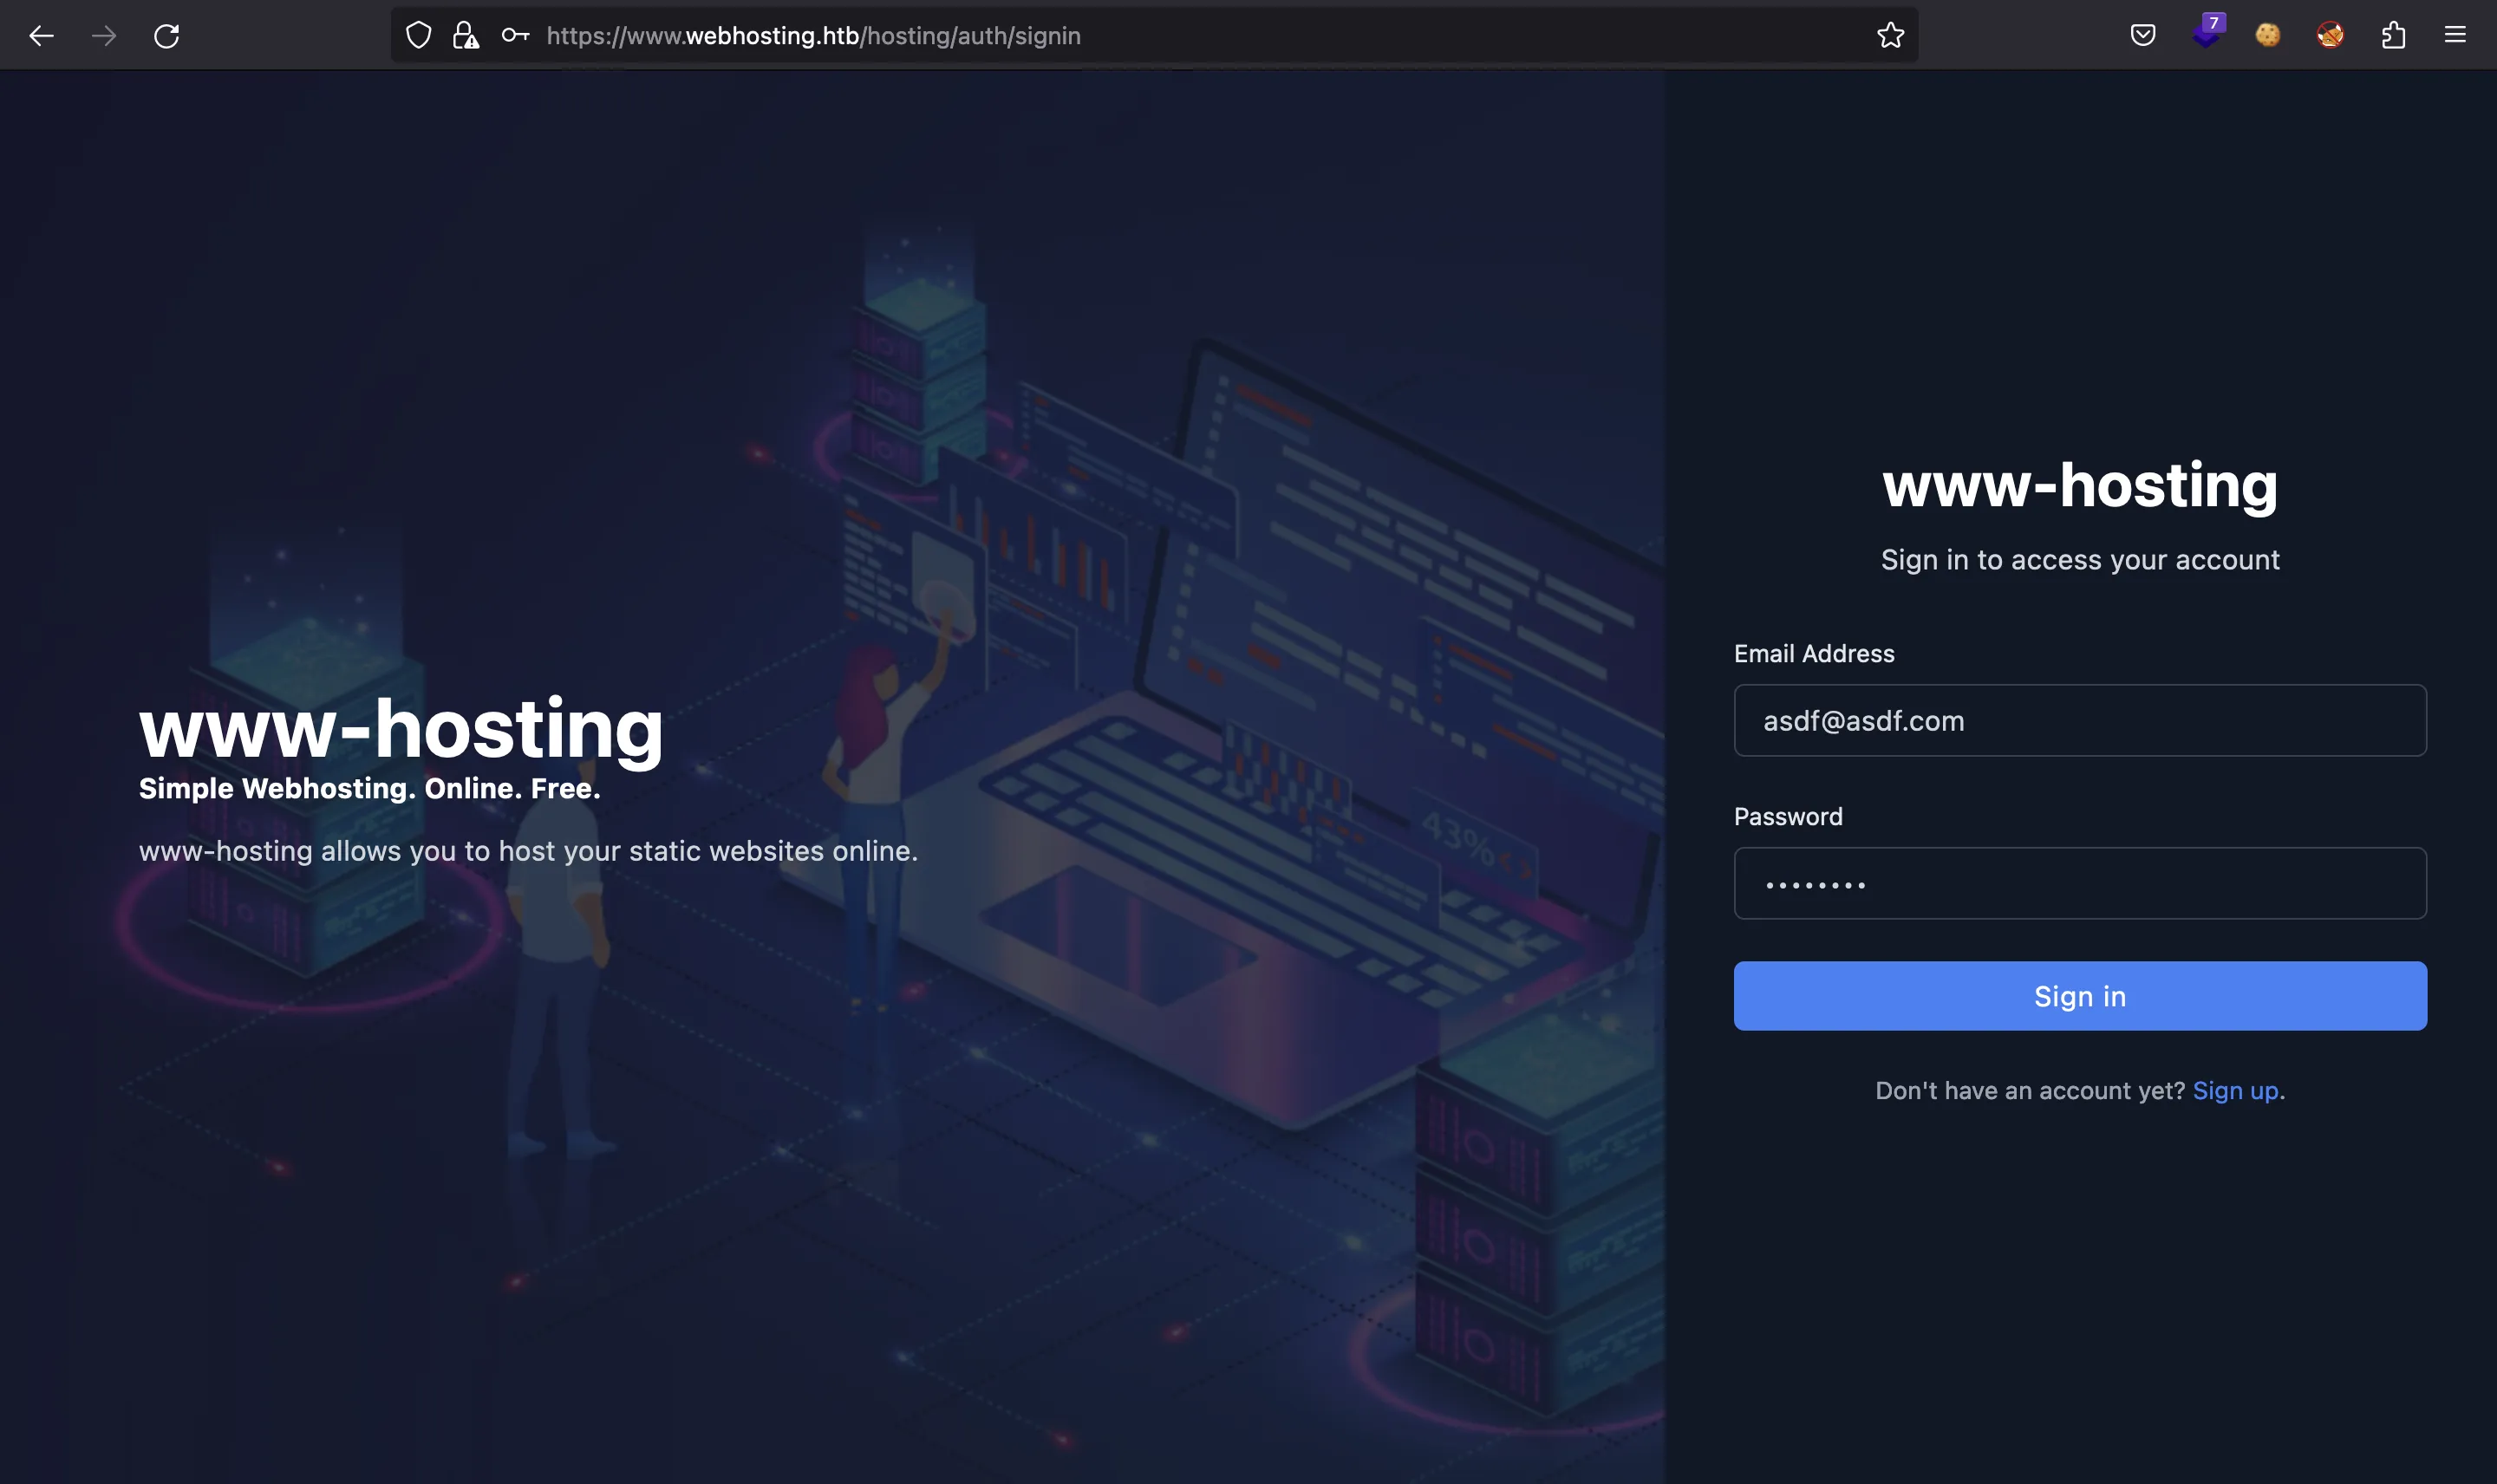 https://www.webhosting.htb/hosting/auth/signin
7
www-hosting
Simple Webhosting. Online. Free.
www-hosting allows you to host your static websites online.
43%
www-hosting
Sign in to access your account
Email Address
asdf@asdf.com
Password
••••••••
Sign in
Don't have an account yet? Sign up.